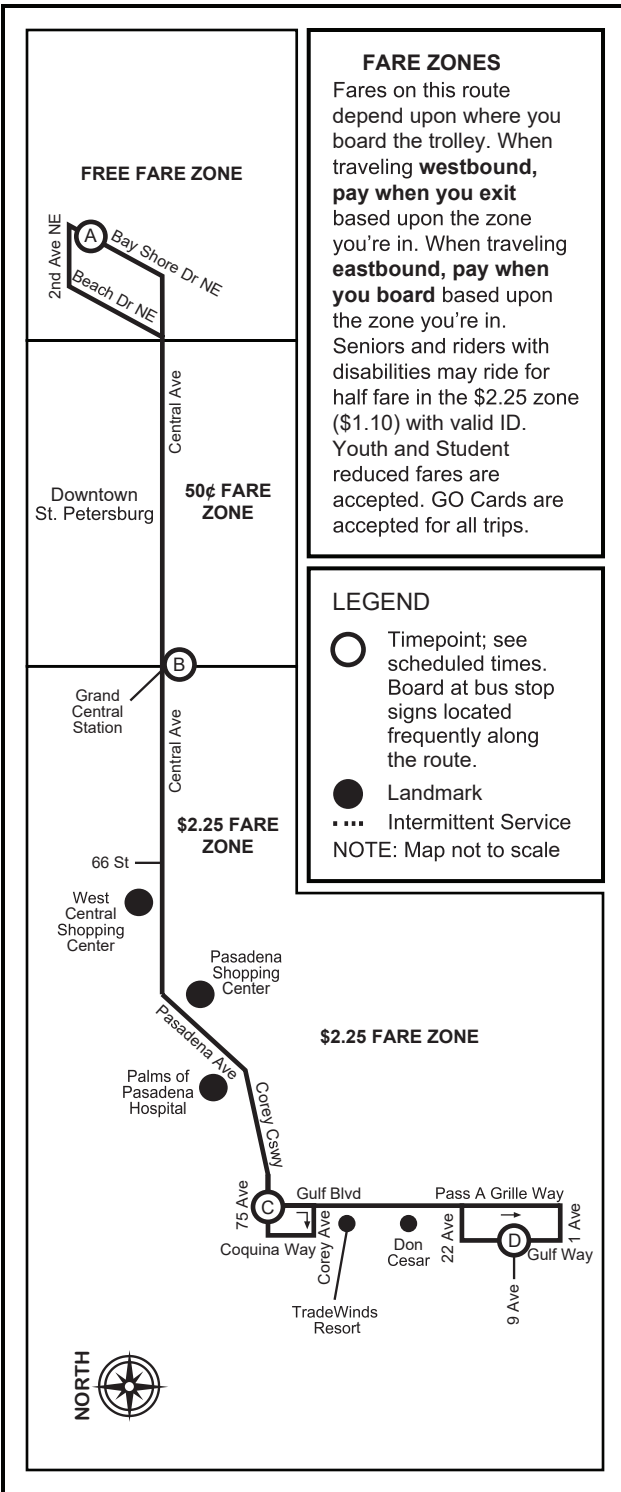 FREE FARE ZONE
A
2nd Ave NE
Bay Shore Dr NE
Beach Dr NE
Central Ave
Downtown
St. Petersburg
50¢ FARE
ZONE
B
Grand
Central
Station
Central Ave
$2.25 FARE
ZONE
66 St
West
Central
Shopping
Center
Pasadena
Shopping
Center
Pasadena Ave
$2.25 FARE ZONE
Palms of
Pasadena
Hospital
Corey Cswy
75 Ave
C
Gulf Blvd
Coquina Way
Corey Ave
TradeWinds
Resort
Don
Cesar
Pass A Grille Way
22 Ave
D
Gulf Way
1 Ave
9 Ave
NORTH
FARE ZONES
Fares on this route
depend upon where you
board the trolley. When
traveling westbound,
pay when you exit
based upon the zone
you're in. When traveling
eastbound, pay when
you board based upon
the zone you're in.
Seniors and riders with
disabilities may ride for
half fare in the $2.25 zone
($1.10) with valid ID.
Youth and Student
reduced fares are
accepted. GO Cards are
accepted for all trips.
LEGEND
Timepoint; see
scheduled times.
Board at bus stop
signs located
frequently along
the route.
Landmark
Intermittent Service
NOTE: Map not to scale